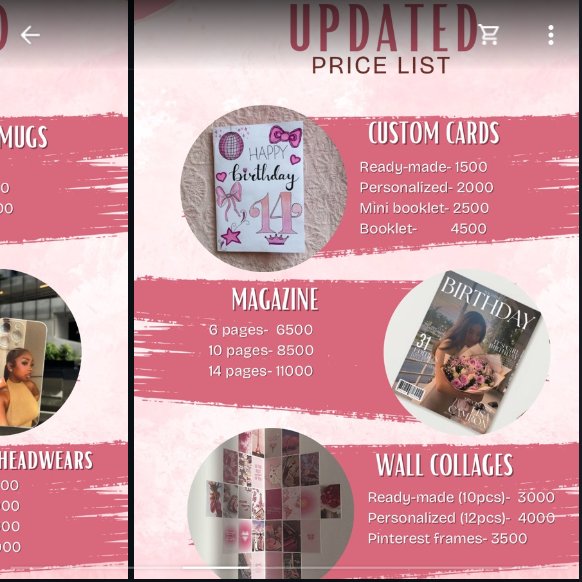 MUGS
HEADWEARS
UPDATED
PRICE LIST
CUSTOM CARDS
Ready-made- 1500
Personalized- 2000
Mini booklet- 2500
Booklet- 4500
HAPPY
birthday
14
MAGAZINE
6 pages- 6500
10 pages- 8500
14 pages- 11000
BIRTHDAY
31
WALL COLLAGES
Ready-made (10pcs)- 3000
Personalized (12pcs)- 4000
Pinterest frames- 3500